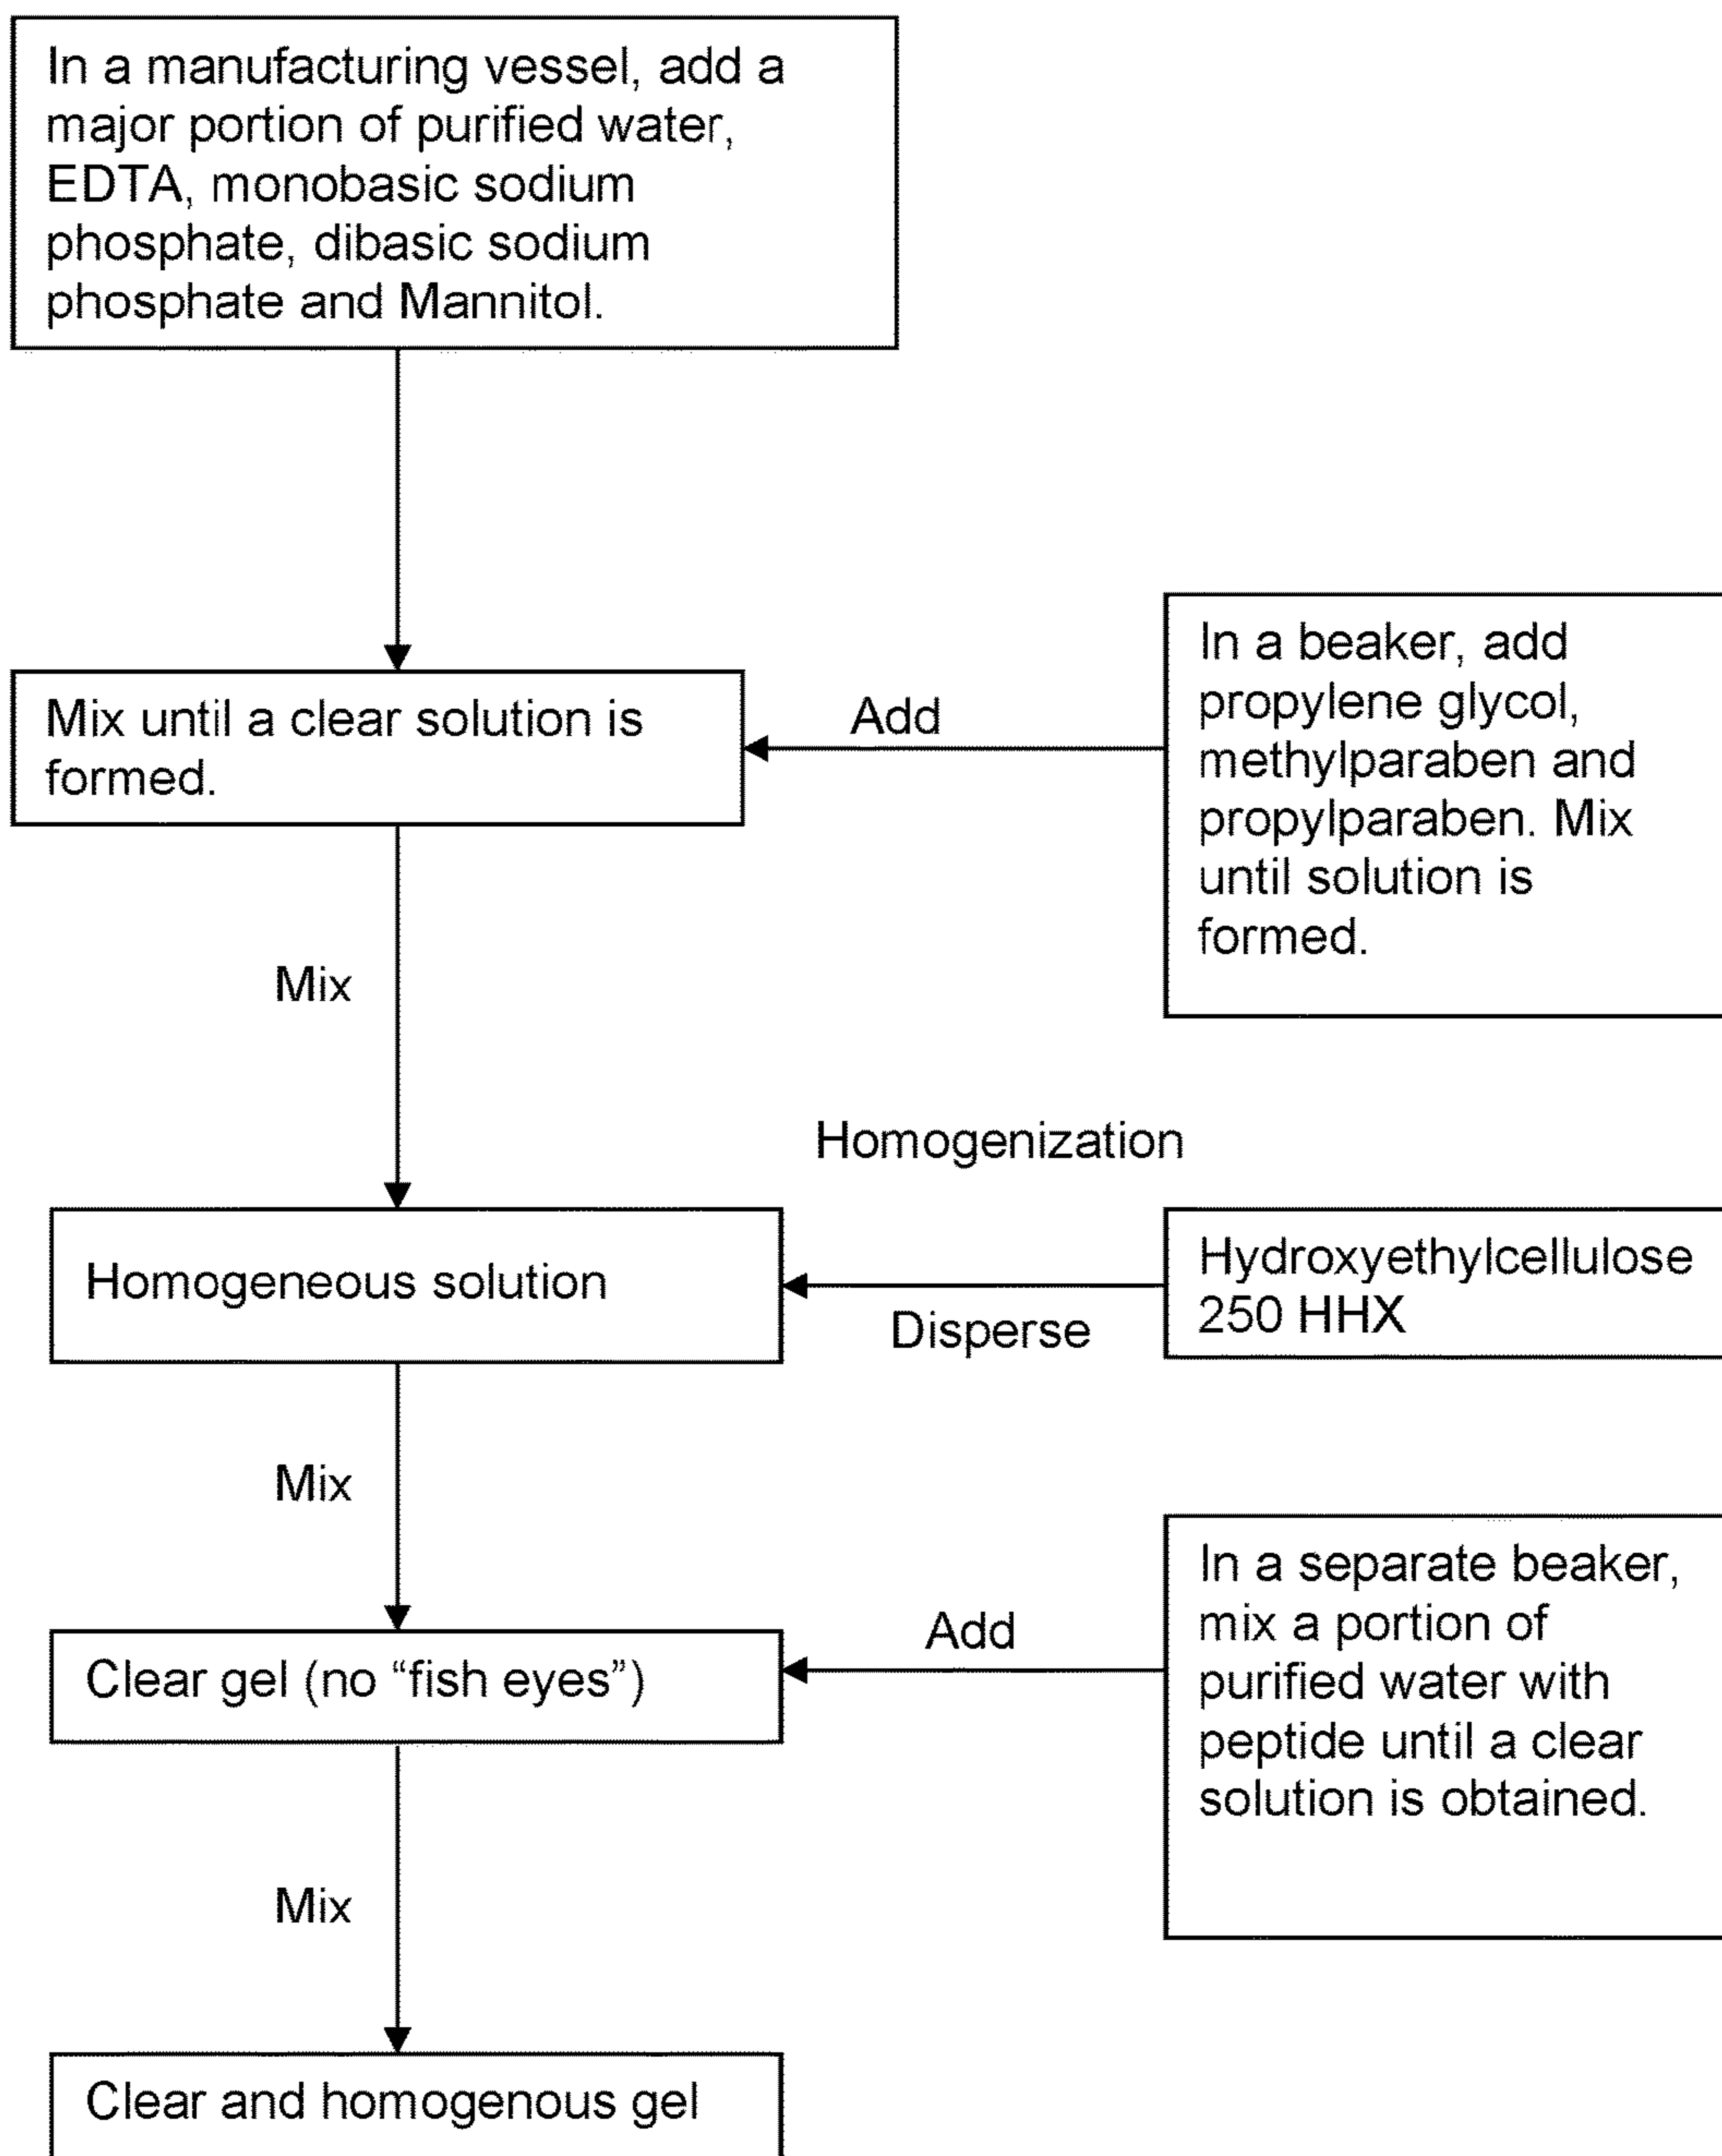 In a manufacturing vessel, add a
major portion of purified water,
EDTA, monobasic sodium
phosphate, dibasic sodium
phosphate and Mannitol.
Mix until a clear solution is
formed.
Add
In a beaker, add
propylene glycol,
methylparaben and
propylparaben. Mix
until solution is
formed.
Mix
Homogenization
Homogeneous solution
Disperse
Hydroxyethylcellulose
250 HHX
Mix
Clear gel (no “fish eyes”)
Add
In a separate beaker,
mix a portion of
purified water with
peptide until a clear
solution is obtained.
Mix
Clear and homogenous gel